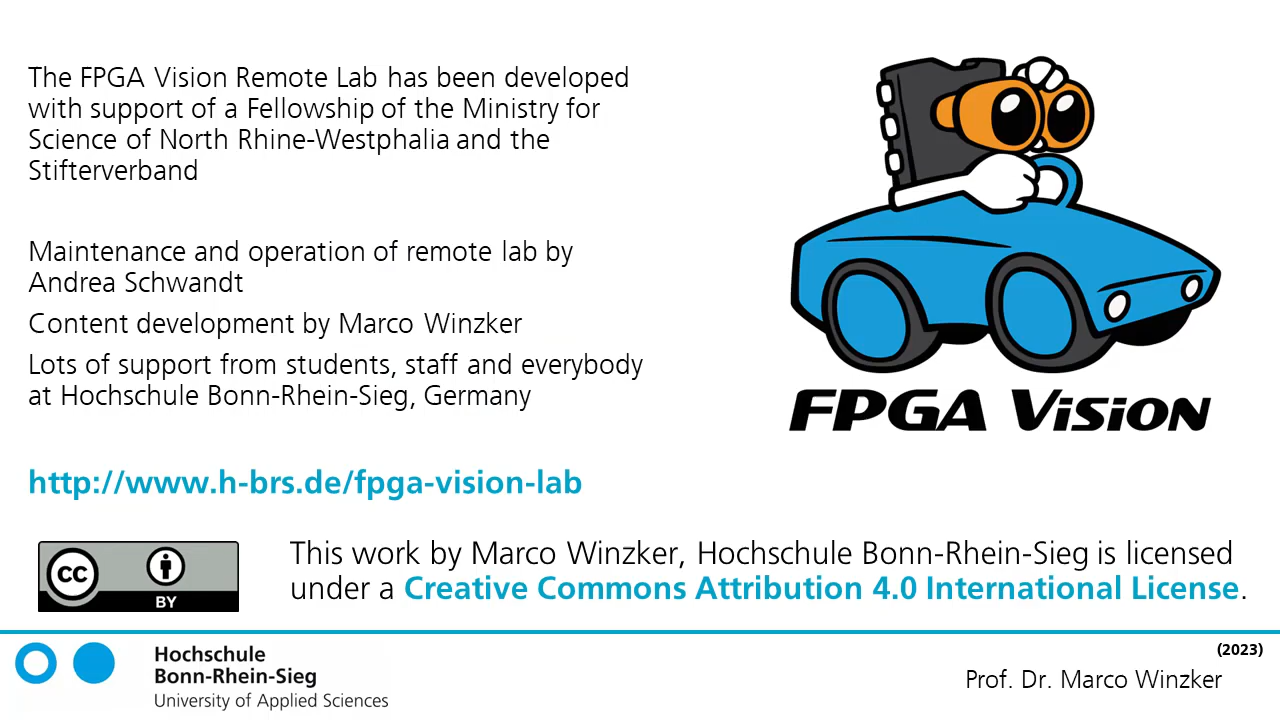 The FPGA Vision Remote Lab has been developed
with support of a Fellowship of the Ministry for
Science of North Rhine-Westphalia and the
Stifterverband
Maintenance and operation of remote lab by
Andrea Schwandt
Content development by Marco Winzker
Lots of support from students, staff and everybody
at Hochschule Bonn-Rhein-Sieg, Germany
FPGA VISION
http://www.h-brs.de/fpga-vision-lab
CC
BY
This work by Marco Winzker, Hochschule Bonn-Rhein-Sieg is licensed
under a Creative Commons Attribution 4.0 International License.
Hochschule
Bonn-Rhein-Sieg
University of Applied Sciences
(2023)
Prof. Dr. Marco Winzker